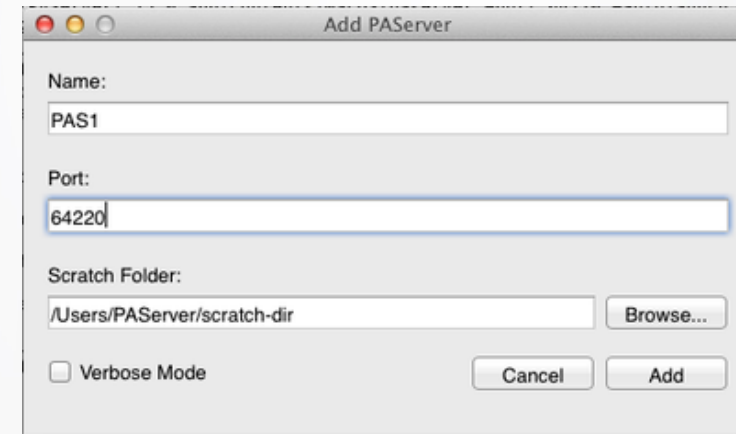 Add PAServer
Name:
PAS1
Port:
64220
Scratch Folder:
/Users/PAServer/scratch-dir
Browse...
Verbose Mode
Cancel
Add